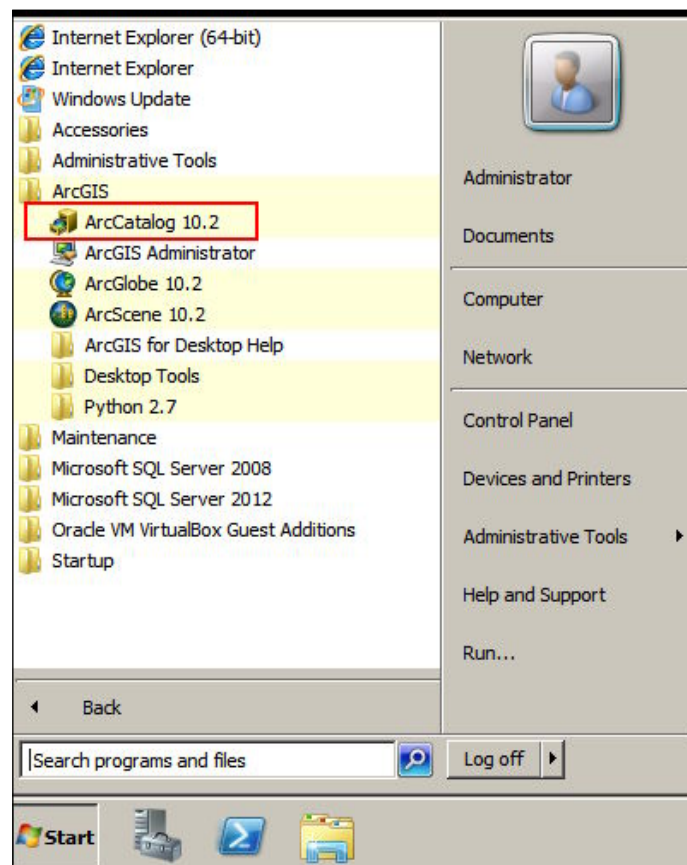 Internet Explorer (64-bit)
Internet Explorer
Windows Update
Accessories
Administrative Tools
ArcGIS
ArcCatalog 10.2
ArcGIS Administrator
ArcGlobe 10.2
ArcScene 10.2
ArcGIS for Desktop Help
Desktop Tools
Python 2.7
Maintenance
Microsoft SQL Server 2008
Microsoft SQL Server 2012
Oracle VM VirtualBox Guest Additions
Startup
Back
Search programs and files
Administrator
Documents
Computer
Network
Control Panel
Devices and Printers
Administrative Tools
Help and Support
Run...
Log off
Start